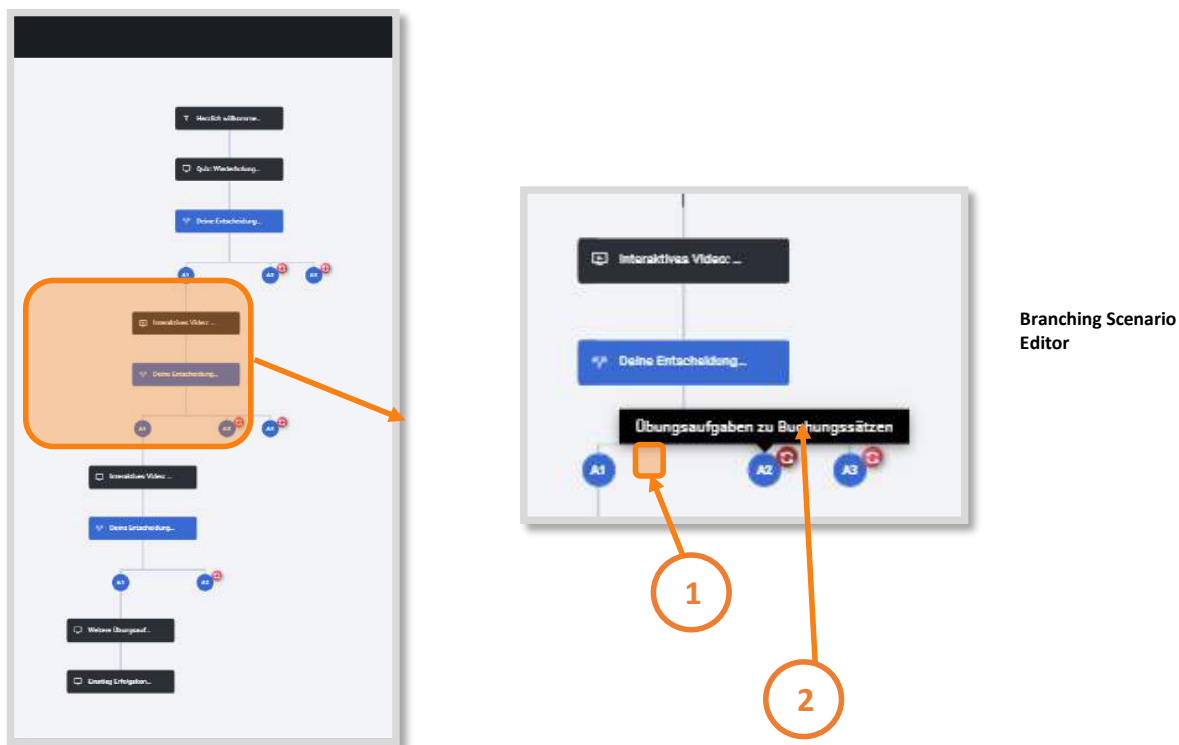 Herzlich willkomme...
Quiz: Wiederholung...
Deine Entscheidung...
A1
A2
A3
Interaktives Video: ...
Deine Entscheidung...
A1
A2
A3
Interaktives Video: ...
Deine Entscheidung...
A1
A2
Weitere Übungsauf...
Einstieg Erfolgskon...
Interaktives Video: ...
Deine Entscheidung...
Übungsaufgaben zu Buchungssätzen
A1
A2
A3
1
2
Branching Scenario
Editor